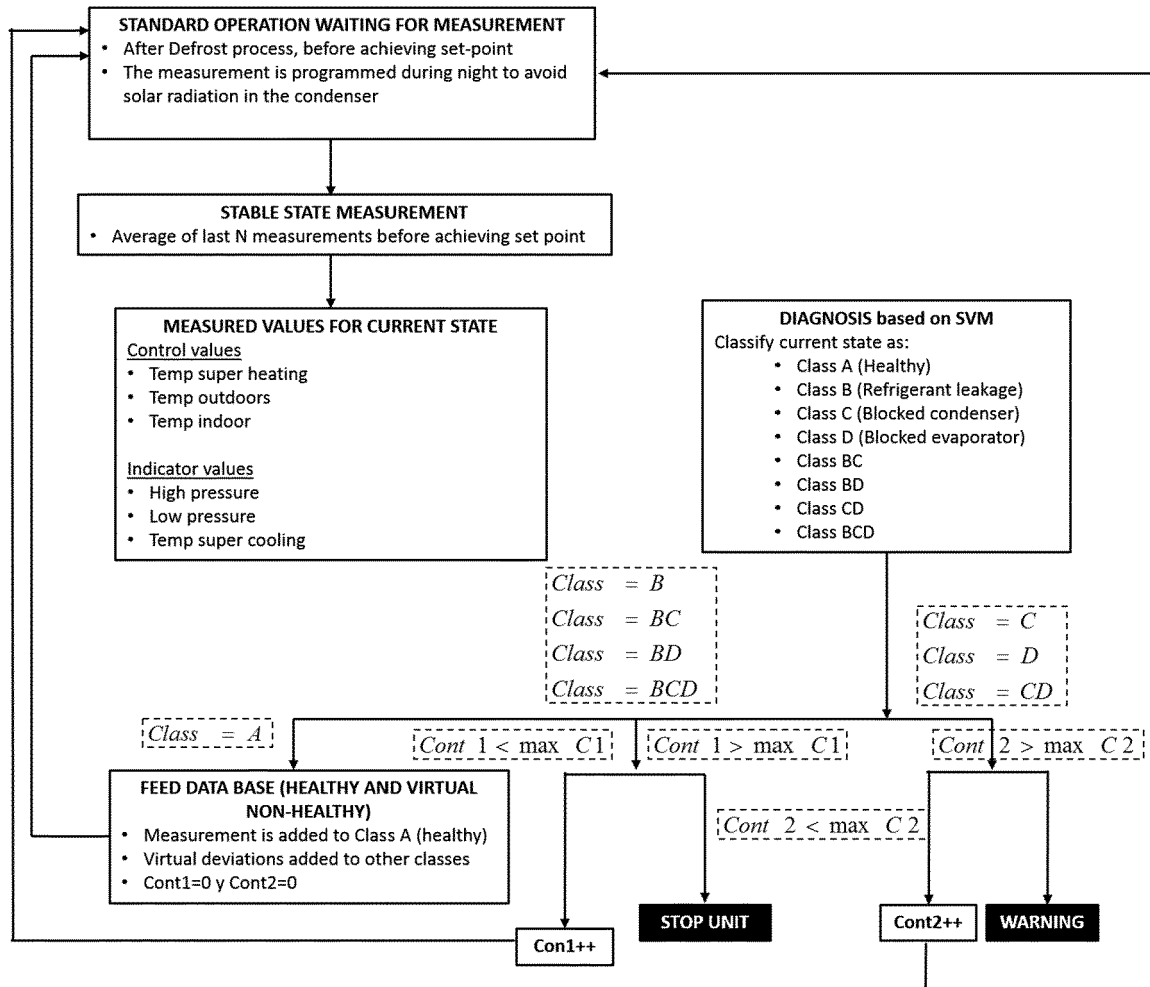 STANDARD OPERATION WAITING FOR MEASUREMENT
• After Defrost process, before achieving set-point
• The measurement is programmed during night to avoid
solar radiation in the condenser
STABLE STATE MEASUREMENT
• Average of last N measurements before achieving set point
MEASURED VALUES FOR CURRENT STATE
Control values
• Temp super heating
• Temp outdoors
• Temp indoor
Indicator values
• High pressure
• Low pressure
• Temp super cooling
DIAGNOSIS based on SVM
Classify current state as:
• Class A (Healthy)
• Class B (Refrigerant leakage)
• Class C (Blocked condenser)
• Class D (Blocked evaporator)
• Class BC
• Class BD
• Class CD
• Class BCD
Class = B
Class = BC
Class = BD
Class = BCD
Class = C
Class = D
Class = CD
Class = A
Cont 1 < max C1
Cont 1 > max C1
Cont 2 > max C 2
FEED DATA BASE (HEALTHY AND VIRTUAL
NON-HEALTHY)
• Measurement is added to Class A (healthy)
• Virtual deviations added to other classes
• Cont1=0 y Cont2=0
Cont 2 < max C 2
Con1++
STOP UNIT
Cont2++
WARNING